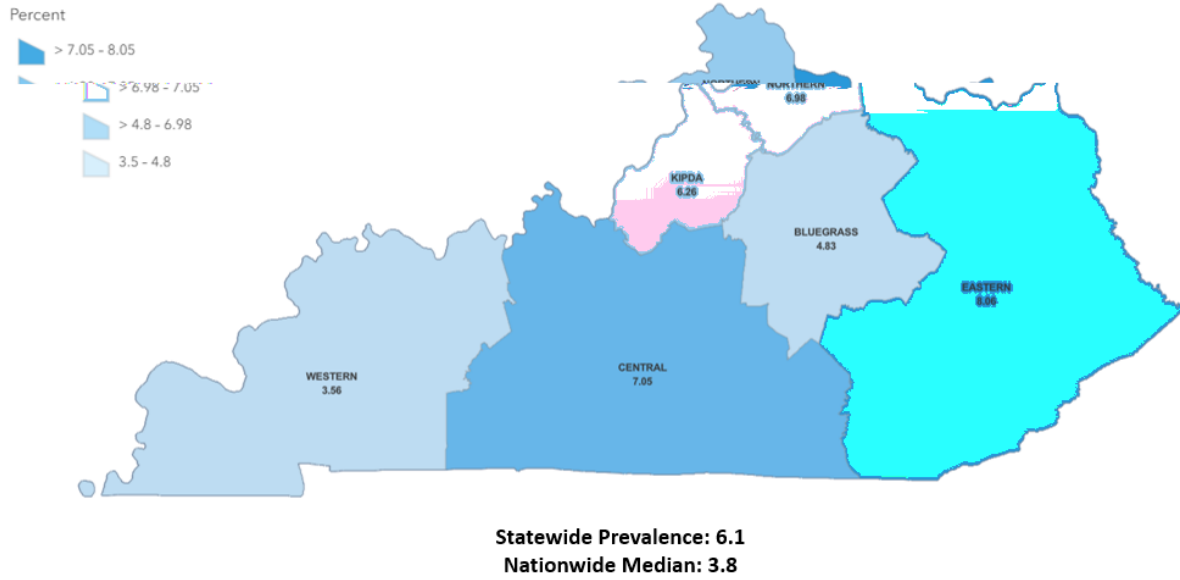 Percent
> 7.05 - 8.05
> 6.98 - 7.05
> 4.8 - 6.98
3.5 - 4.8
NORTHERN
6.98
KIPDA
6.26
BLUEGRASS
4.83
EASTERN
8.06
CENTRAL
7.05
WESTERN
3.56
Statewide Prevalence: 6.1
Nationwide Median: 3.8